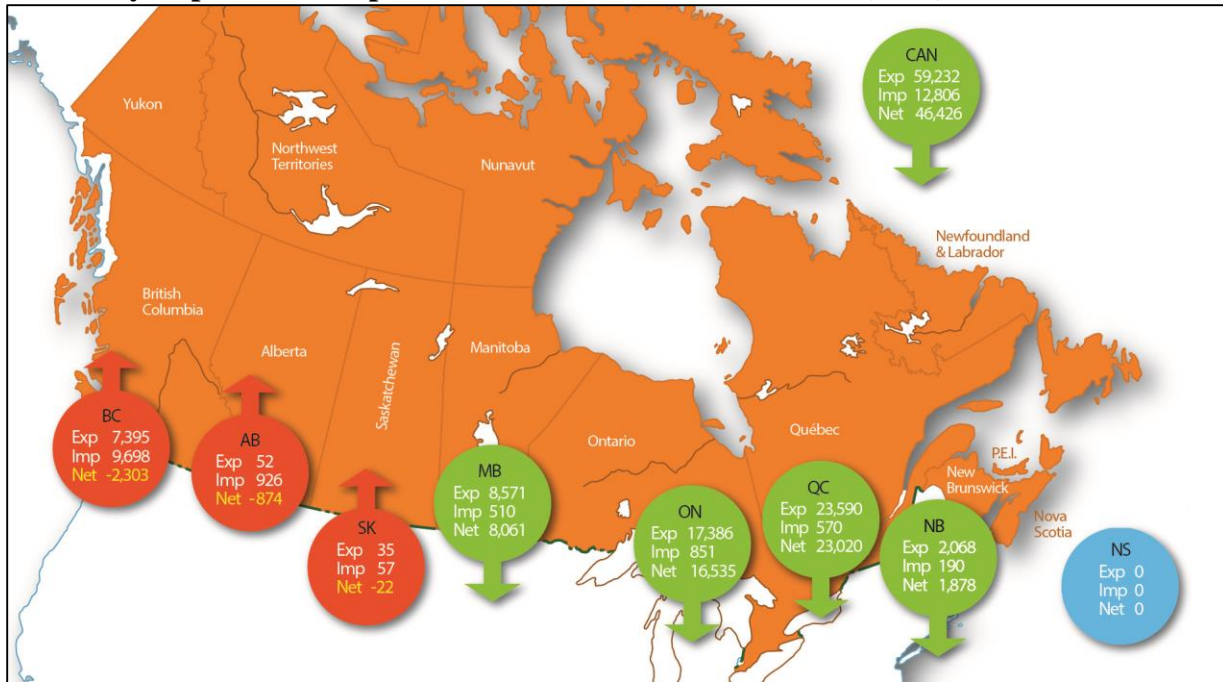 CAN
Exp 59,232
Imp 12,806
Net 46,426
Yukon
Northwest
Territories
Nunavut
Newfoundland
& Labrador
British
Columbia
Alberta
Saskatchewan
Manitoba
Ontario
Québec
P.E.I.
New
Brunswick
Nova
Scotia
BC
Exp 7,395
Imp 9,698
Net -2,303
AB
Exp 52
Imp 926
Net -874
SK
Exp 35
Imp 57
Net -22
MB
Exp 8,571
Imp 510
Net 8,061
ON
Exp 17,386
Imp 851
Net 16,535
QC
Exp 23,590
Imp 570
Net 23,020
NB
Exp 2,068
Imp 190
Net 1,878
NS
Exp 0
Imp 0
Net 0